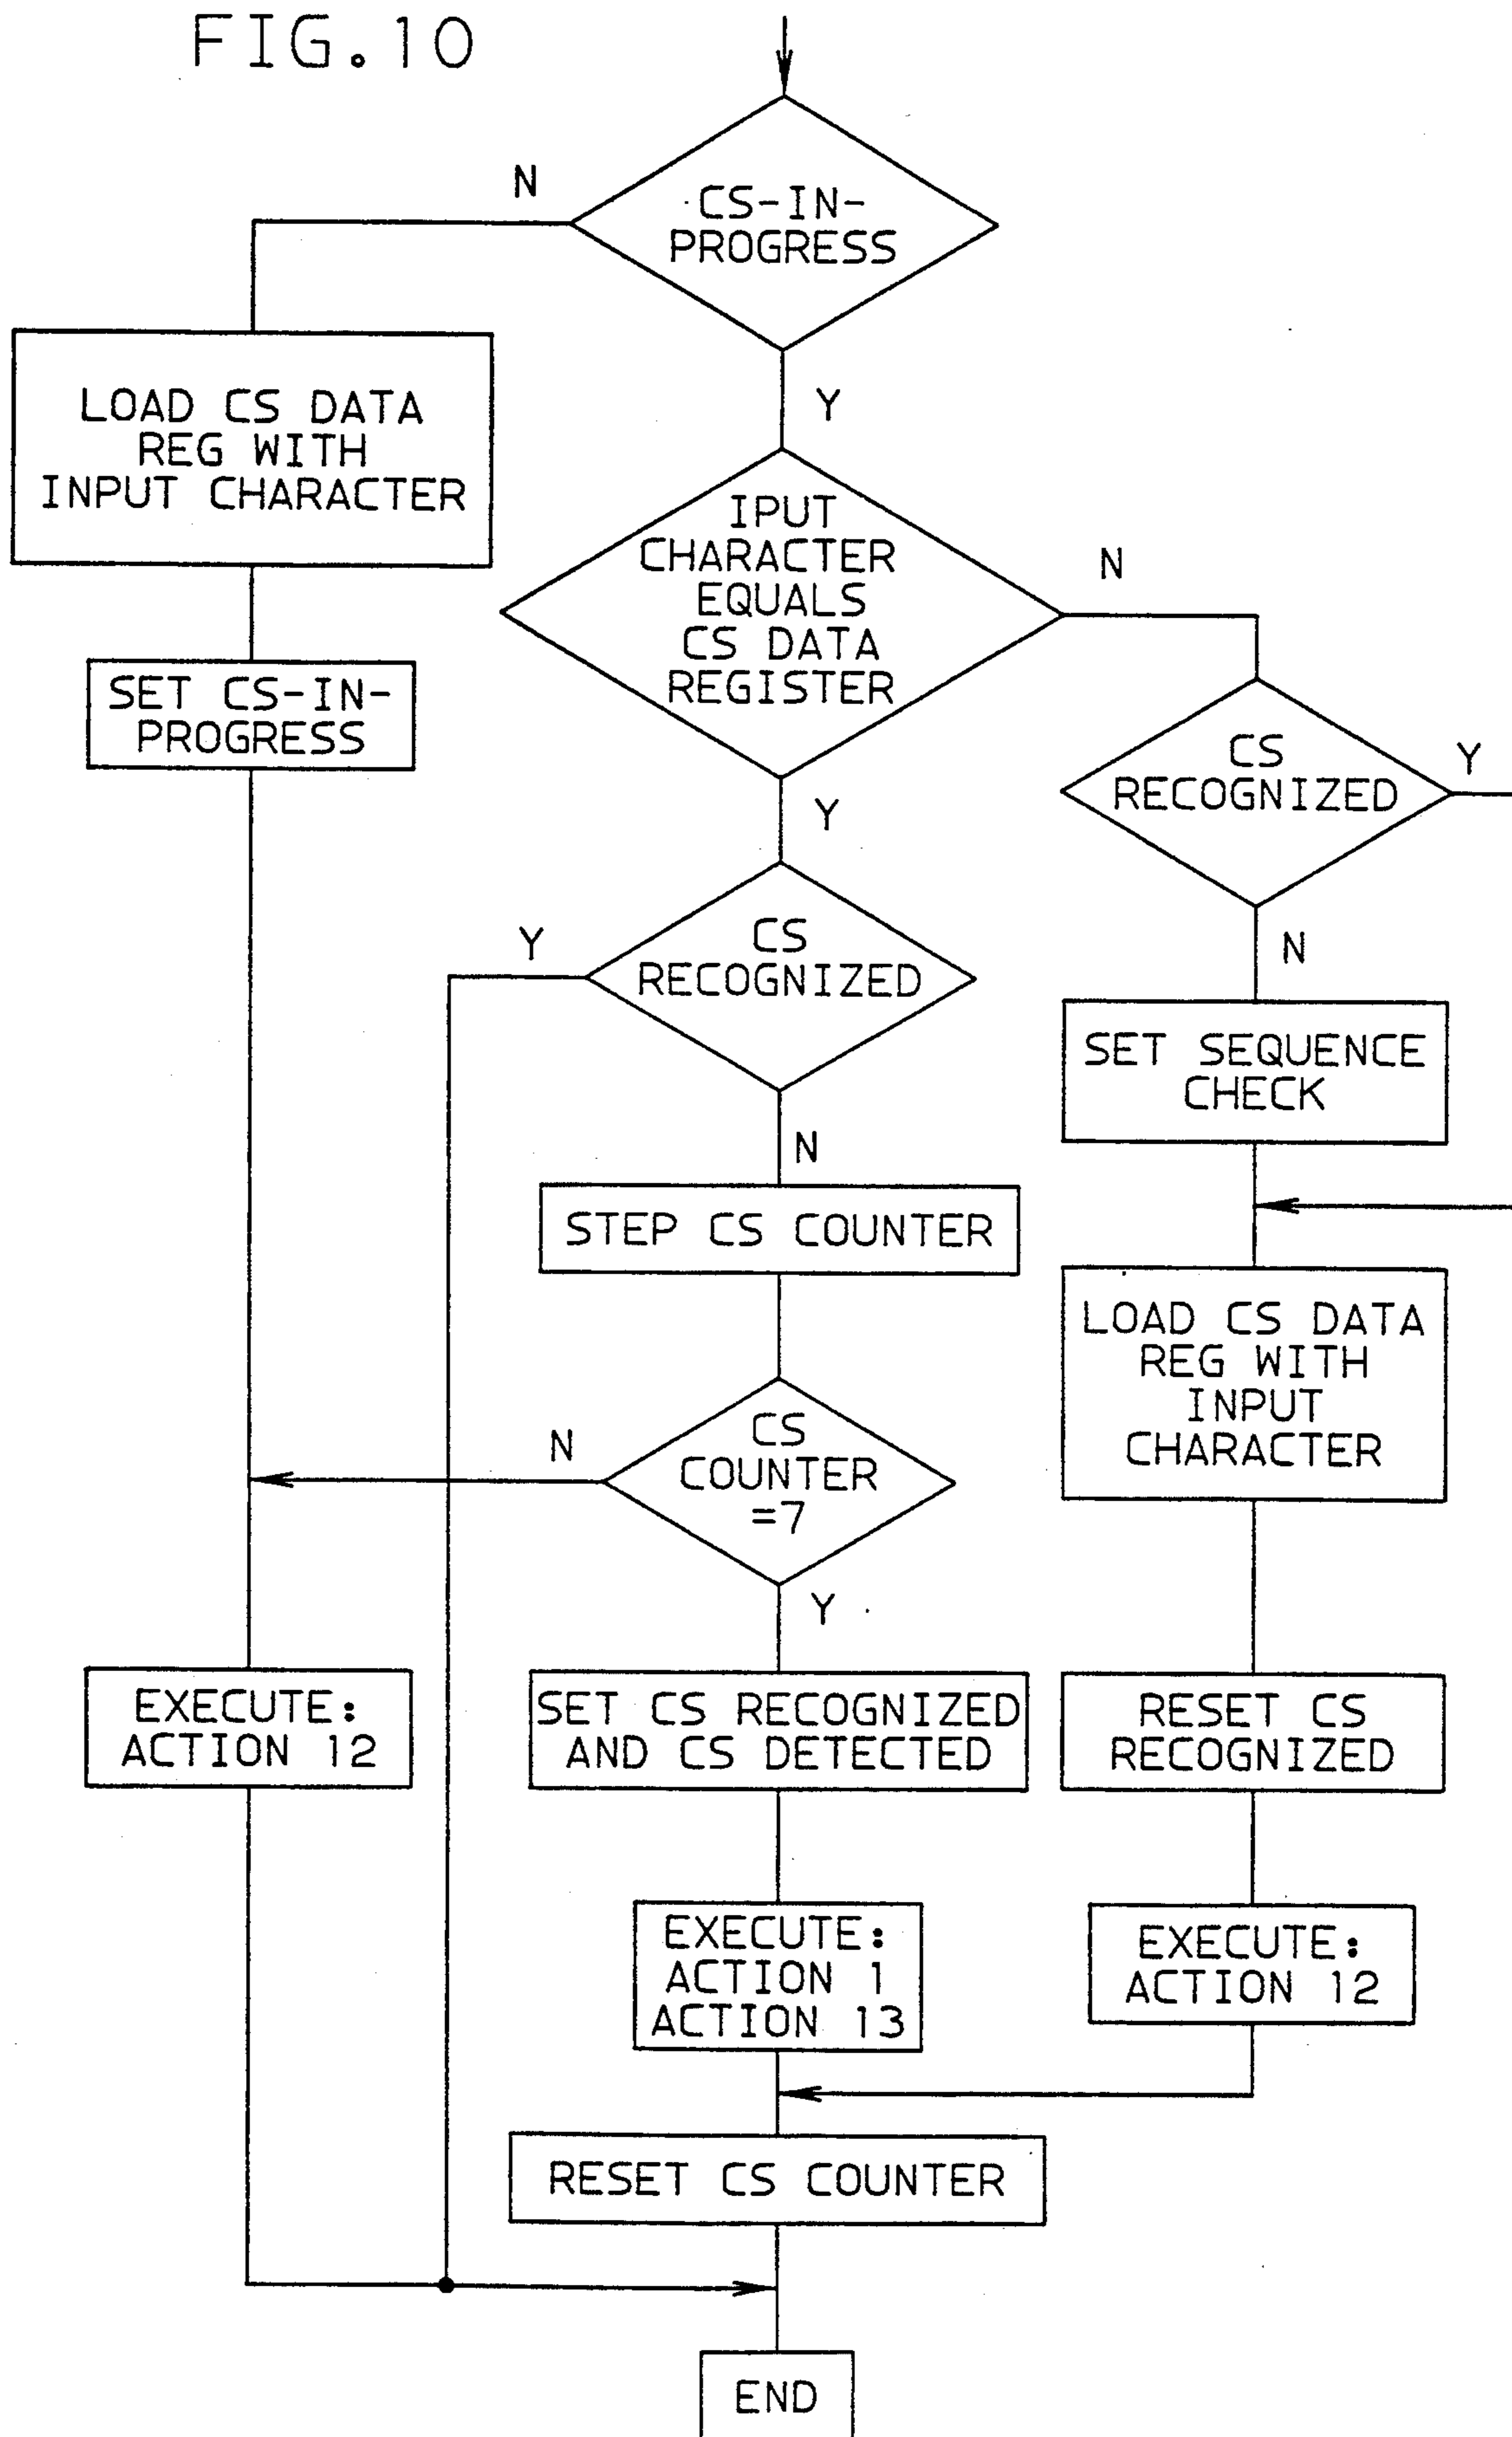 FIG.10
CS-IN-
PROGRESS
N
Y
LOAD CS DATA
REG WITH
INPUT CHARACTER
SET CS-IN-
PROGRESS
IPUT
CHARACTER
EQUALS
CS DATA
REGISTER
N
Y
CS
RECOGNIZED
Y
N
CS
RECOGNIZED
Y
N
SET SEQUENCE
CHECK
STEP CS COUNTER
LOAD CS DATA
REG WITH
INPUT
CHARACTER
CS
COUNTER
=7
N
Y
EXECUTE:
ACTION 12
SET CS RECOGNIZED
AND CS DETECTED
RESET CS
RECOGNIZED
EXECUTE:
ACTION 1
ACTION 13
EXECUTE:
ACTION 12
RESET CS COUNTER
END